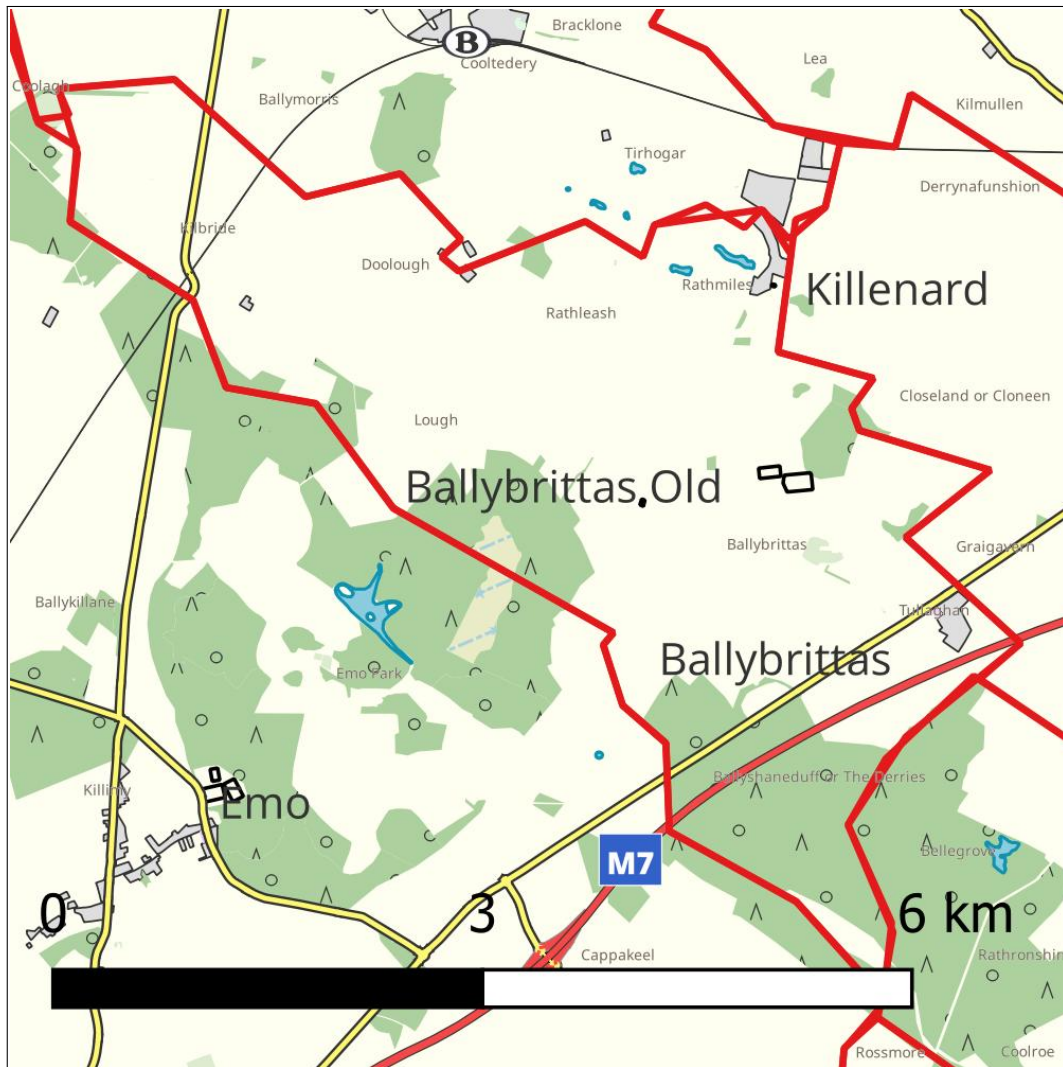 Bracklone
B
Cooltedery
Lea
Coolagh
Ballymorris
Kilmullen
Tirhogar
Derrynafunshion
Kilbride
Doolough
Rathmiles
Killenard
Rathleash
Closeland or Cloneen
Lough
Ballybrittas Old
Ballybrittas
Graigavern
Ballykillane
Tullaghan
Ballybrittas
Emo Park
Ballyshaneduff or The Derries
Killimy
Emo
M7
Bellegrove
0 3 6 km
Cappakeel
Rathronshin
Rossmore
Coolroe